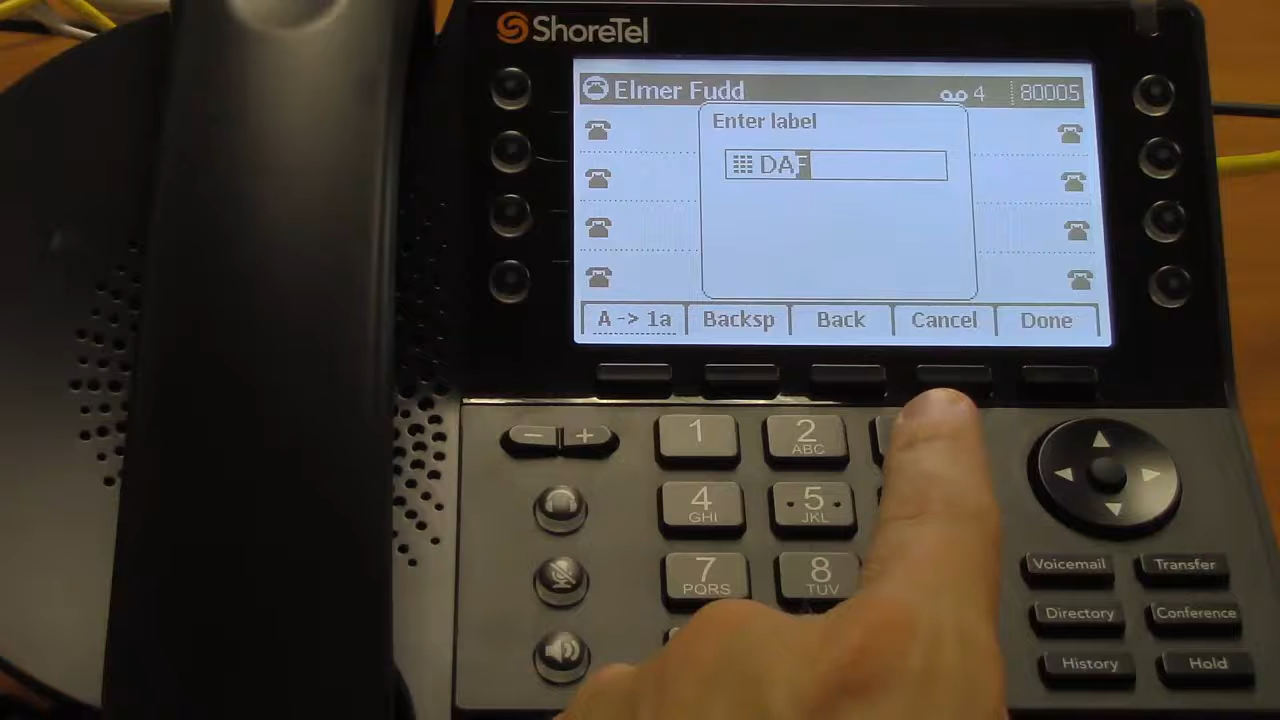 ShoreTel
Elmer Fudd 4 80005
Enter label
DAF
A -> 1a Backsp Back Cancel Done
- + 1 2 ABC
4 GHI 5 JKL
7 PQRS 8 TUV
Voicemail Transfer
Directory Conference
History Hold